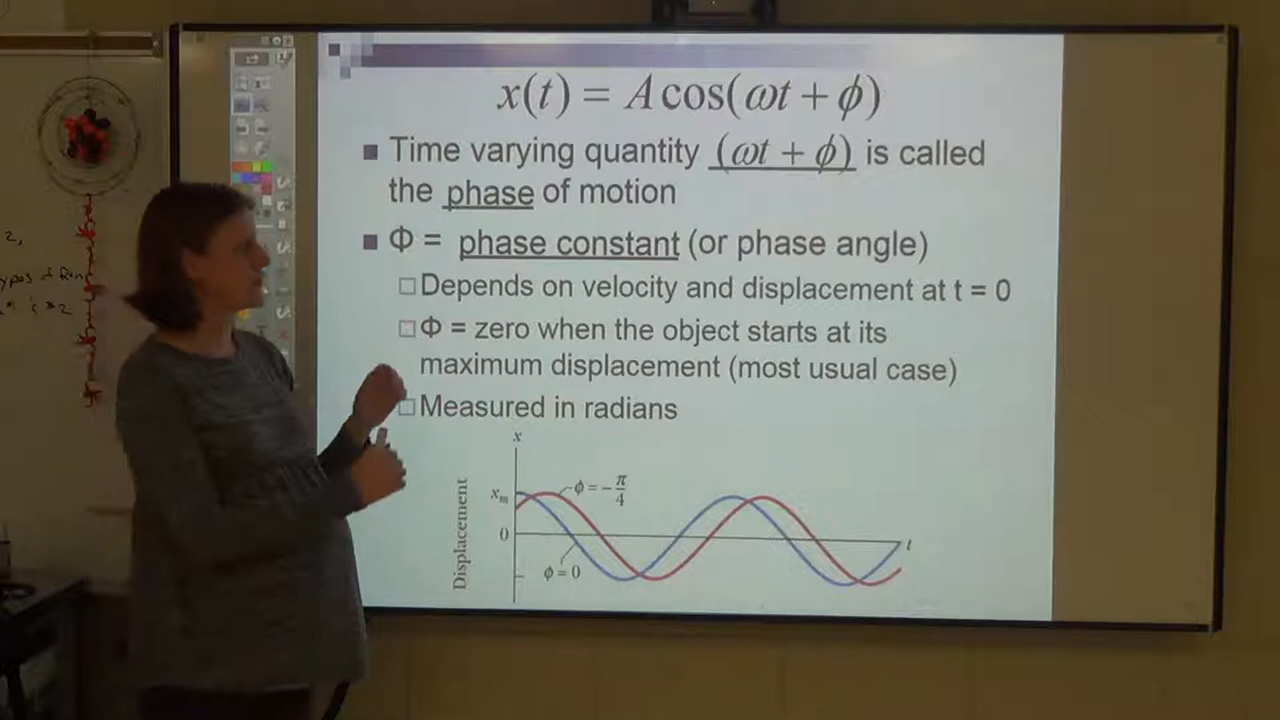 x(t) = A cos(ωt + ϕ)
Time varying quantity (ωt + ϕ) is called
the phase of motion
Φ = phase constant (or phase angle)
Depends on velocity and displacement at t = 0
Φ = zero when the object starts at its
maximum displacement (most usual case)
Measured in radians
x
xm
ϕ = -π/4
Displacement
0
t
ϕ = 0
2,